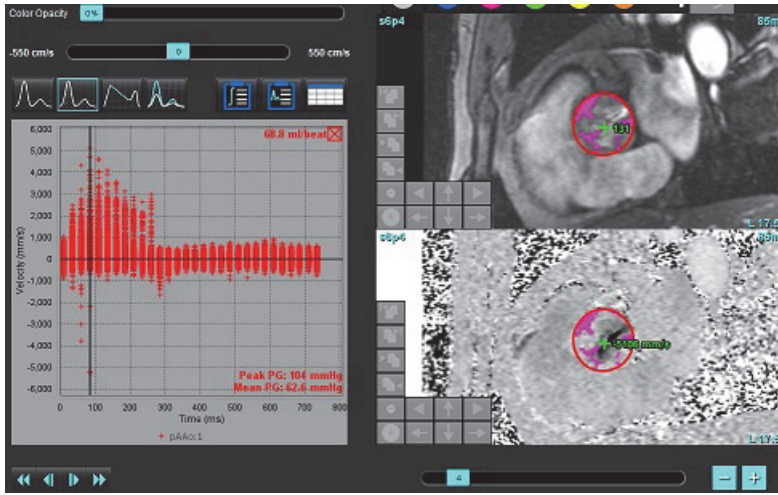 Color Opacity 0%
-550 cm/s 0 550 cm/s
68.8 ml/beat
6,000
5,000
4,000
3,000
2,000
1,000
0
-1,000
-2,000
-3,000
-4,000
-5,000
-6,000
Velocity (mm/s)
Peak PG: 104 mmHg
Mean PG: 62.6 mmHg
0 100 200 300 400 500 600 700 800
Time (ms)
+ pAAo:1
s6p4
131
s6p4
-5106 mm/s
4